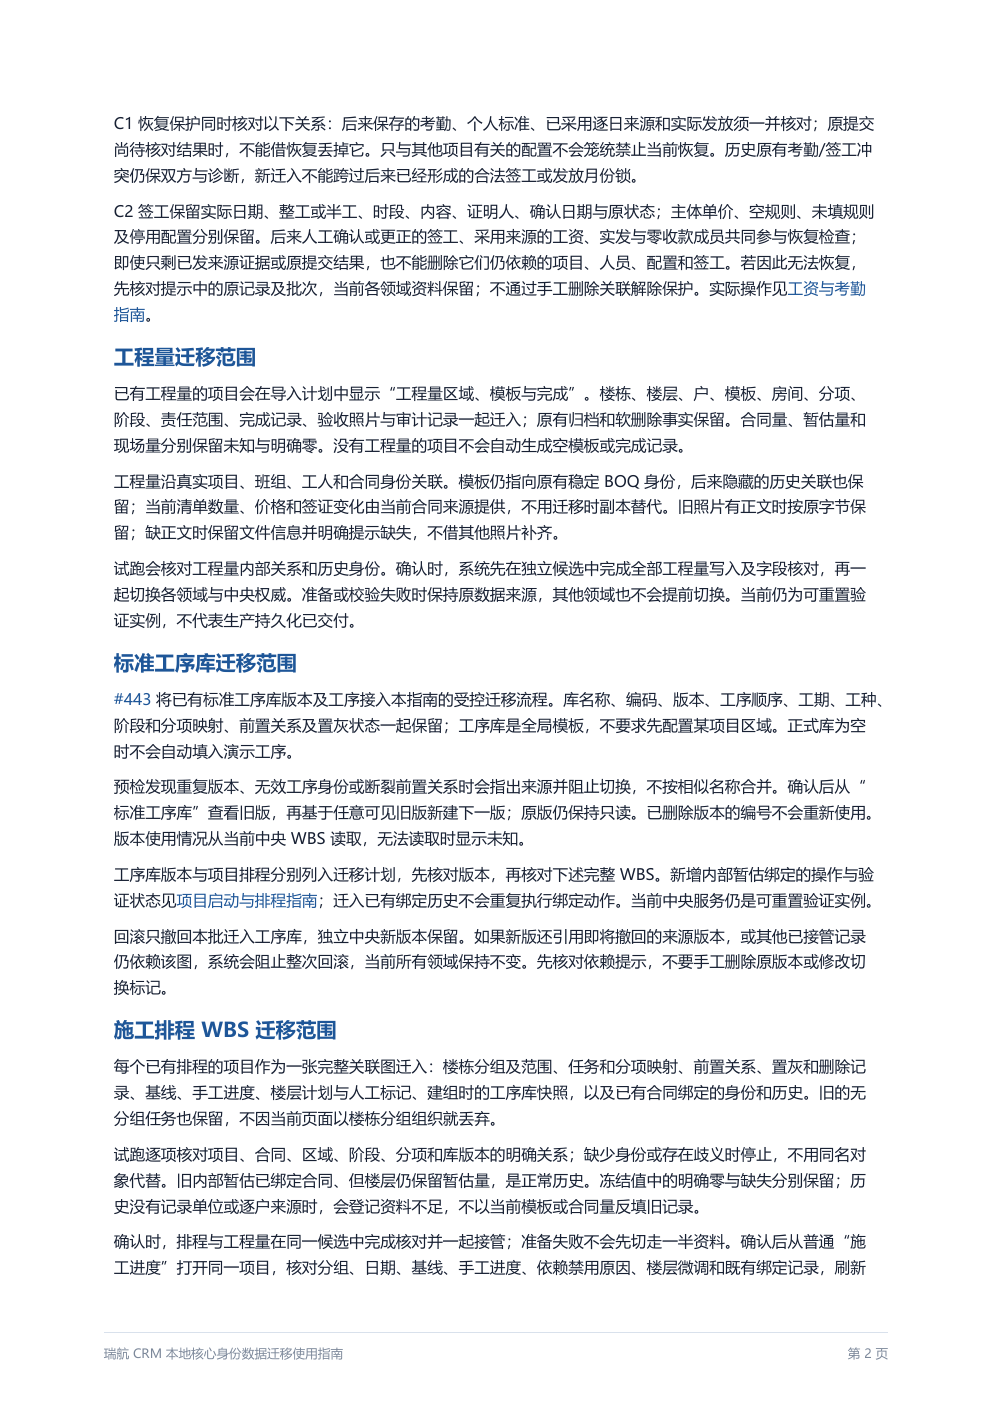 C1 恢复保护同时核对以下关系：后来保存的考勤、个人标准、已采用逐日来源和实际发放须一并核对；原提交
尚待核对结果时，不能借恢复丢掉它。只与其他项目有关的配置不会笼统禁止当前恢复。历史原有考勤/签工冲
突仍保双方与诊断，新迁入不能跨过后来已经形成的合法签工或发放月份锁。
C2 签工保留实际日期、整工或半工、时段、内容、证明人、确认日期与原状态；主体单价、空规则、未填规则
及停用配置分别保留。后来人工确认或更正的签工、采用来源的工资、实发与零收款成员共同参与恢复检查；
即使只剩已发来源证据或原提交结果，也不能删除它们仍依赖的项目、人员、配置和签工。若因此无法恢复，
先核对提示中的原记录及批次，当前各领域资料保留；不通过手工删除关联解除保护。实际操作见工资与考勤
指南。
工程量迁移范围
已有工程量的项目会在导入计划中显示“工程量区域、模板与完成”。楼栋、楼层、户、模板、房间、分项、
阶段、责任范围、完成记录、验收照片与审计记录一起迁入；原有归档和软删除事实保留。合同量、暂估量和
现场量分别保留未知与明确零。没有工程量的项目不会自动生成空模板或完成记录。
工程量沿真实项目、班组、工人和合同身份关联。模板仍指向原有稳定 BOQ 身份，后来隐藏的历史关联也保
留；当前清单数量、价格和签证变化由当前合同来源提供，不用迁移时副本替代。旧照片有正文时按原字节保
留；缺正文时保留文件信息并明确提示缺失，不借其他照片补齐。
试跑会核对工程量内部关系和历史身份。确认时，系统先在独立候选中完成全部工程量写入及字段核对，再一
起切换各领域与中央权威。准备或校验失败时保持原数据来源，其他领域也不会提前切换。当前仍为可重置验
证实例，不代表生产持久化已交付。
标准工序库迁移范围
#443 将已有标准工序库版本及工序接入本指南的受控迁移流程。库名称、编码、版本、工序顺序、工期、工种、
阶段和分项映射、前置关系及置灰状态一起保留；工序库是全局模板，不要求先配置某项目区域。正式库为空
时不会自动填入演示工序。
预检发现重复版本、无效工序身份或断裂前置关系时会指出来源并阻止切换，不按相似名称合并。确认后从“
标准工序库”查看旧版，再基于任意可见旧版新建下一版；原版仍保持只读。已删除版本的编号不会重新使用。
版本使用情况从当前中央 WBS 读取，无法读取时显示未知。
工序库版本与项目排程分别列入迁移计划，先核对版本，再核对下述完整 WBS。新增内部暂估绑定的操作与验
证状态见项目启动与排程指南；迁入已有绑定历史不会重复执行绑定动作。当前中央服务仍是可重置验证实例。
回滚只撤回本批迁入工序库，独立中央新版本保留。如果新版还引用即将撤回的来源版本，或其他已接管记录
仍依赖该图，系统会阻止整次回滚，当前所有领域保持不变。先核对依赖提示，不要手工删除原版本或修改切
换标记。
施工排程 WBS 迁移范围
每个已有排程的项目作为一张完整关联图迁入：楼栋分组及范围、任务和分项映射、前置关系、置灰和删除记
录、基线、手工进度、楼层计划与人工标记、建组时的工序库快照，以及已有合同绑定的身份和历史。旧的无
分组任务也保留，不因当前页面以楼栋分组组织就丢弃。
试跑逐项核对项目、合同、区域、阶段、分项和库版本的明确关系；缺少身份或存在歧义时停止，不用同名对
象代替。旧内部暂估已绑定合同、但楼层仍保留暂估量，是正常历史。冻结值中的明确零与缺失分别保留；历
史没有记录单位或逐户来源时，会登记资料不足，不以当前模板或合同量反填旧记录。
确认时，排程与工程量在同一候选中完成核对并一起接管；准备失败不会先切走一半资料。确认后从普通“施
工进度”打开同一项目，核对分组、日期、基线、手工进度、依赖禁用原因、楼层微调和既有绑定记录，刷新
瑞航 CRM 本地核心身份数据迁移使用指南
第 2 页